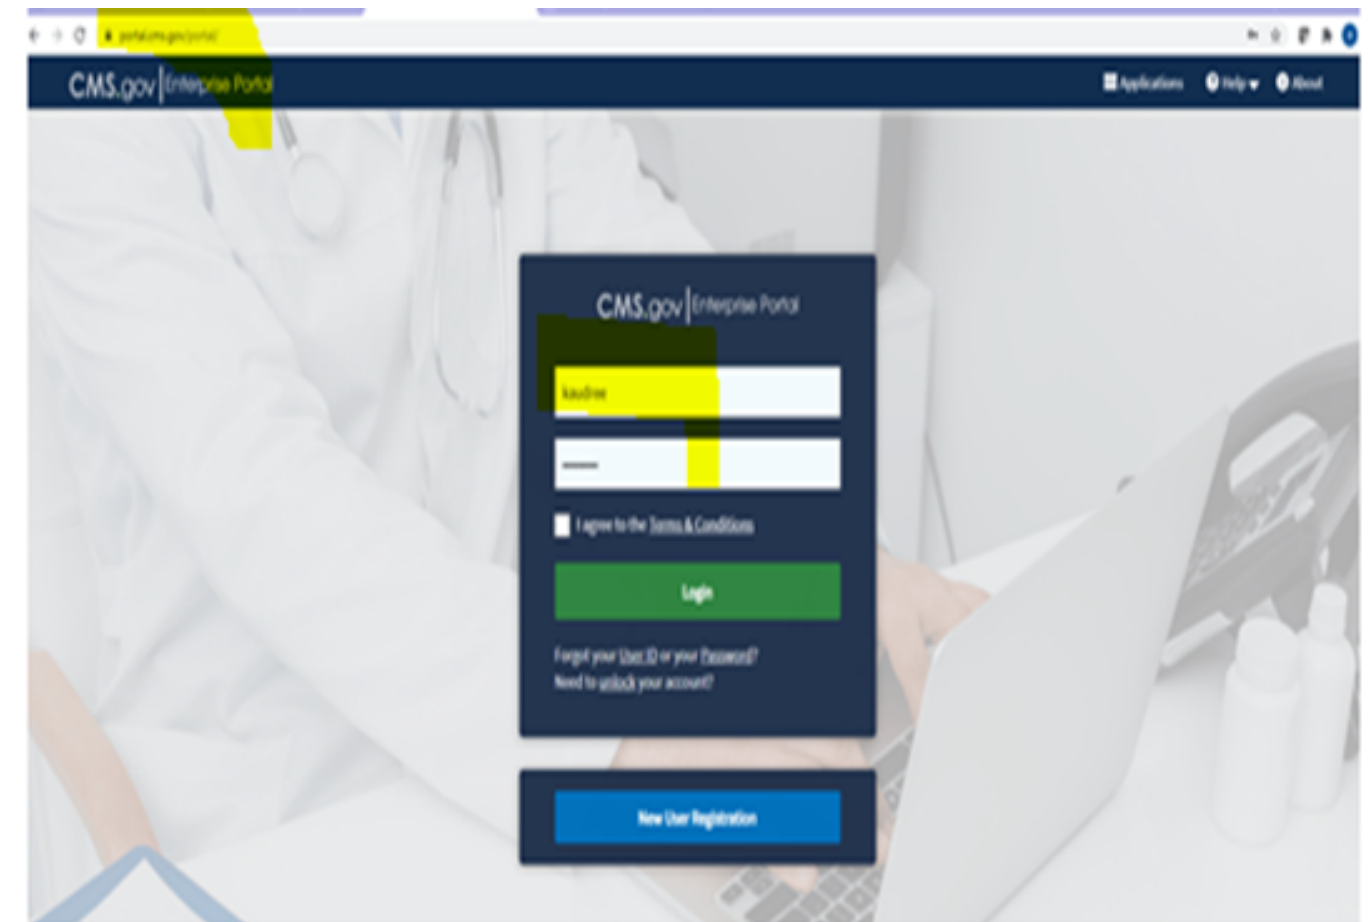 portal.cms.gov/portal/
CMS.gov | Enterprise Portal
Applications Help About
CMS.gov | Enterprise Portal
kaudree
I agree to the Terms & Conditions
Login
Forgot your User ID or your Password?
Need to unlock your account?
New User Registration